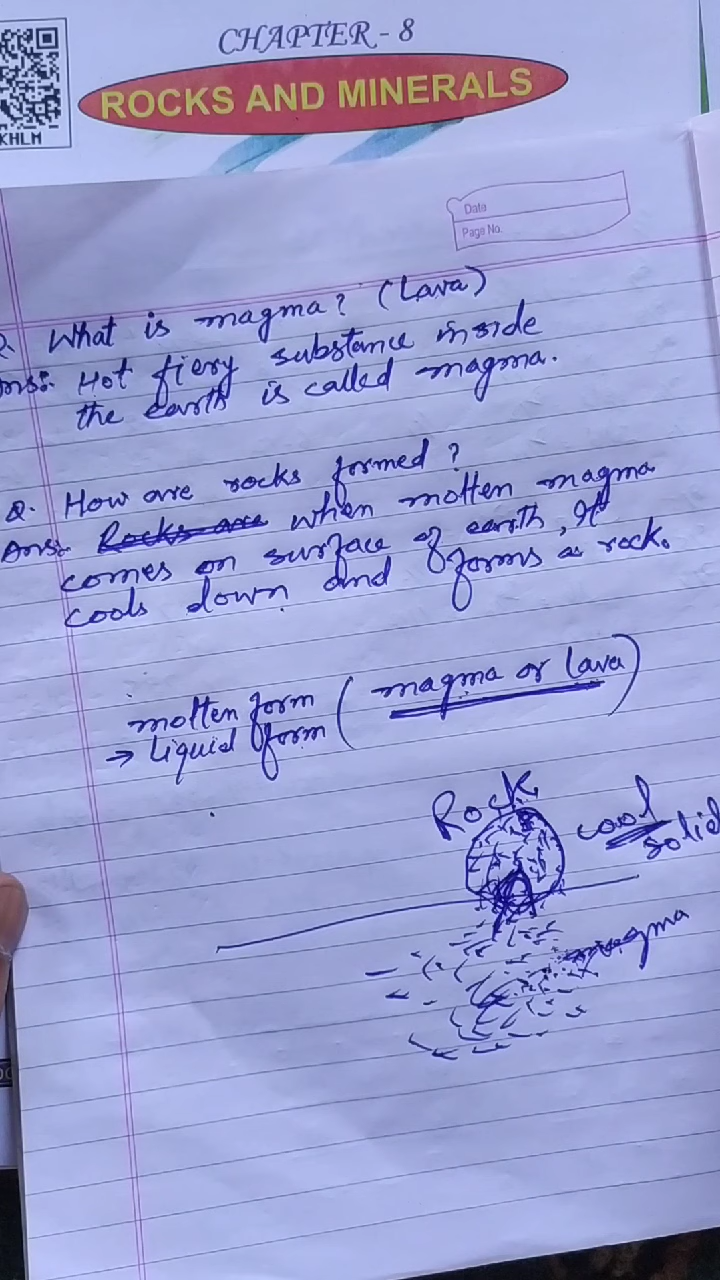 CHAPTER - 8
ROCKS AND MINERALS
KHLM
Date
Page No.
Q. What is magma? (Lava)
Ans: Hot fiery substance inside
the earth is called magma.
Q. How are rocks formed?
Ans: Rocks are when molten magma
comes on surface of earth, It
cools down and forms a rock.
molten form (magma or lava)
→ Liquid form
Rock
cool
solid
magma